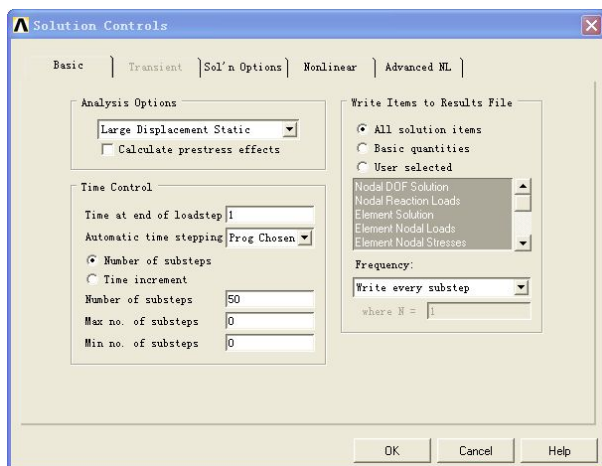 Solution Controls
Basic
Transient
Sol'n Options
Nonlinear
Advanced NL
Analysis Options
Large Displacement Static
Calculate prestress effects
Time Control
Time at end of loadstep 1
Automatic time stepping Prog Chosen
Number of substeps
Time increment
Number of substeps 50
Max no. of substeps 0
Min no. of substeps 0
Write Items to Results File
All solution items
Basic quantities
User selected
Nodal DOF Solution
Nodal Reaction Loads
Element Solution
Element Nodal Loads
Element Nodal Stresses
Frequency:
Write every substep
where N = 1
OK
Cancel
Help